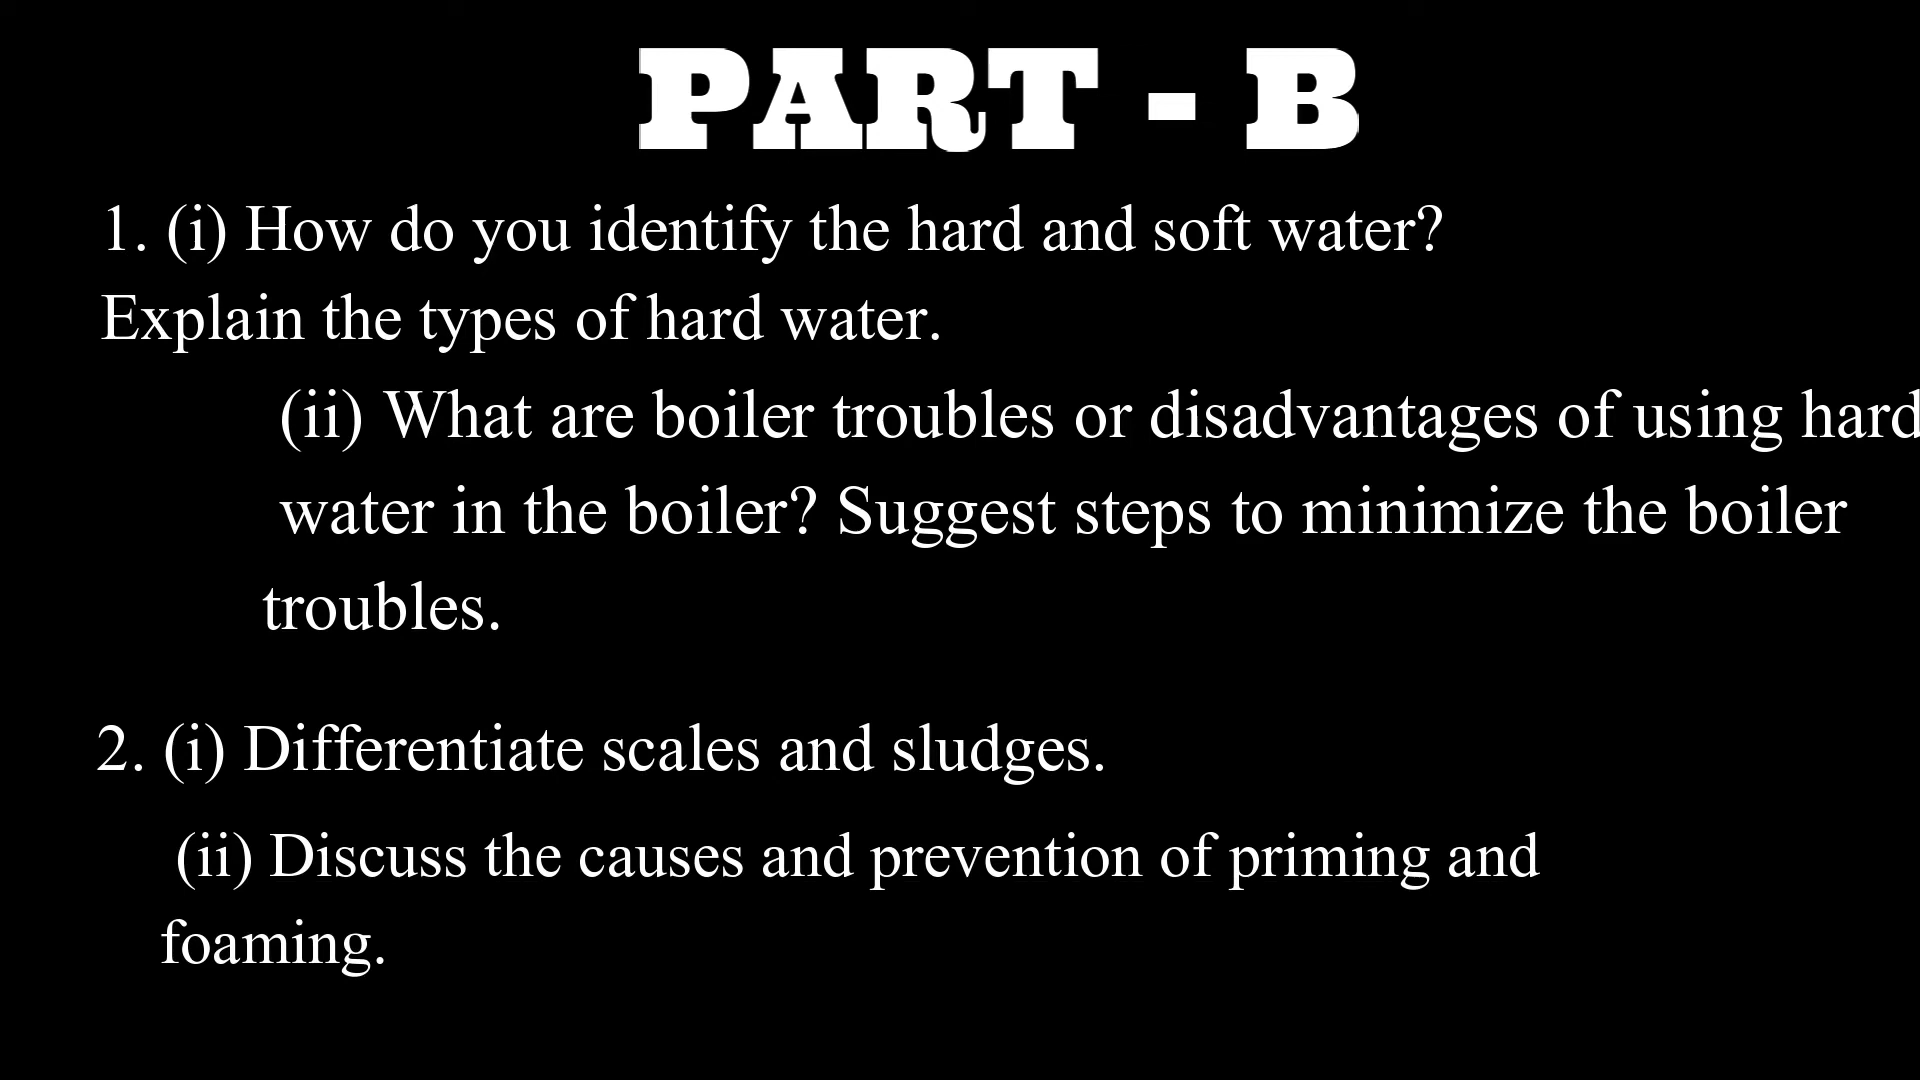 PART - B
1. (i) How do you identify the hard and soft water?
Explain the types of hard water.
(ii) What are boiler troubles or disadvantages of using hard
water in the boiler? Suggest steps to minimize the boiler
troubles.
2. (i) Differentiate scales and sludges.
(ii) Discuss the causes and prevention of priming and
foaming.